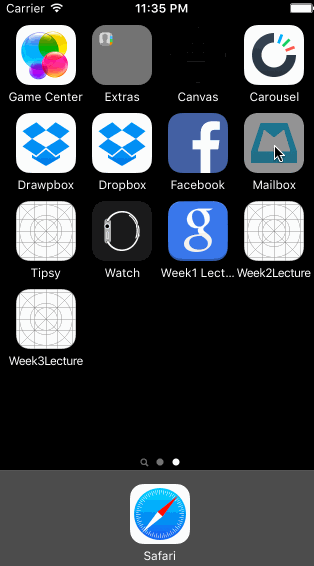 Carrier 11:35 PM
Game Center Extras Canvas Carousel
Drawpbox Dropbox Facebook Mailbox
Tipsy Watch Week1 Lect... Week2Lecture
Week3Lecture
Safari